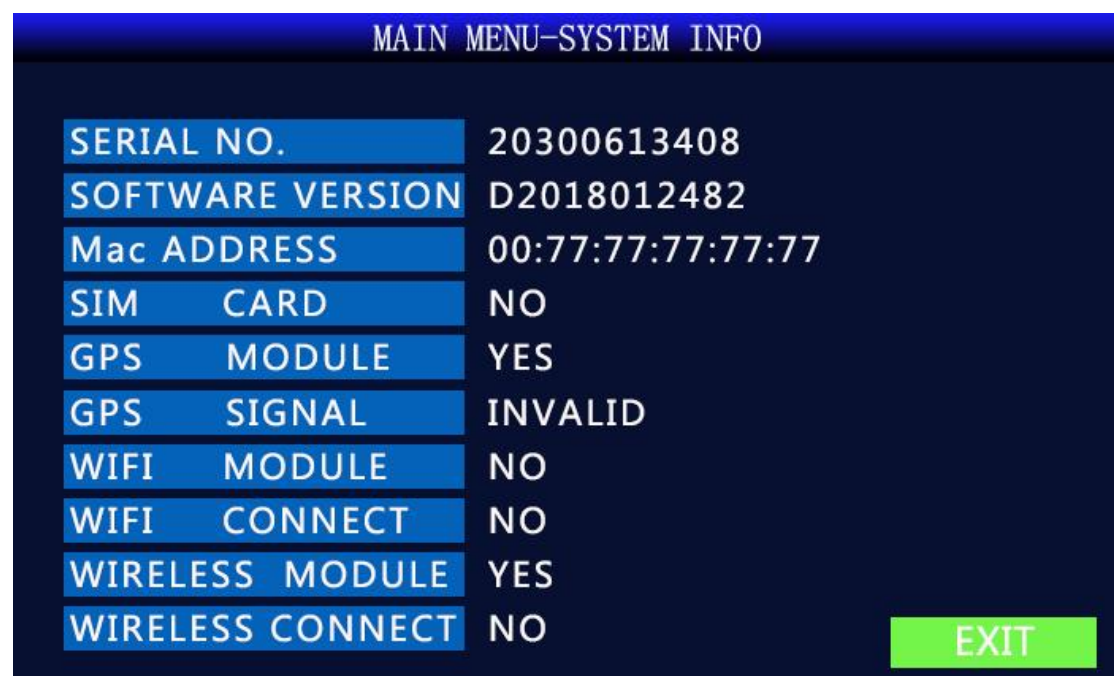 MAIN MENU-SYSTEM INFO
SERIAL NO. 20300613408
SOFTWARE VERSION D2018012482
Mac ADDRESS 00:77:77:77:77:77
SIM CARD NO
GPS MODULE YES
GPS SIGNAL INVALID
WIFI MODULE NO
WIFI CONNECT NO
WIRELESS MODULE YES
WIRELESS CONNECT NO
EXIT